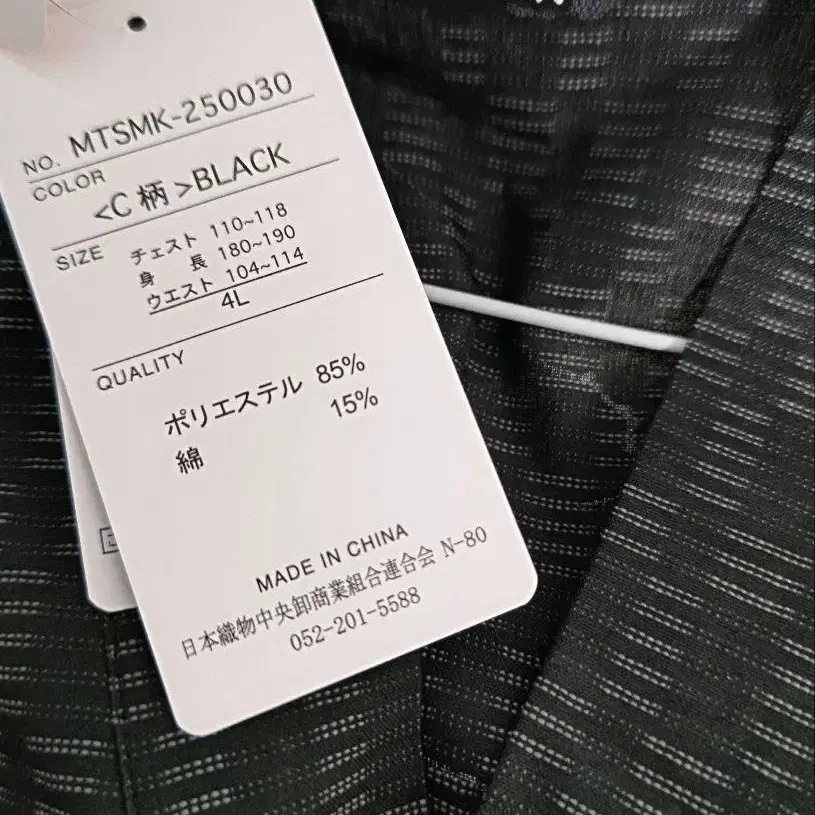 NO. MTSMK-250030
COLOR
<C柄>BLACK
SIZE チェスト 110~118
身 長 180~190
ウエスト 104~114
4L
QUALITY
ポリエステル 85%
綿 15%
MADE IN CHINA
日本織物中央卸商業組合連合会 N-80
052-201-5588